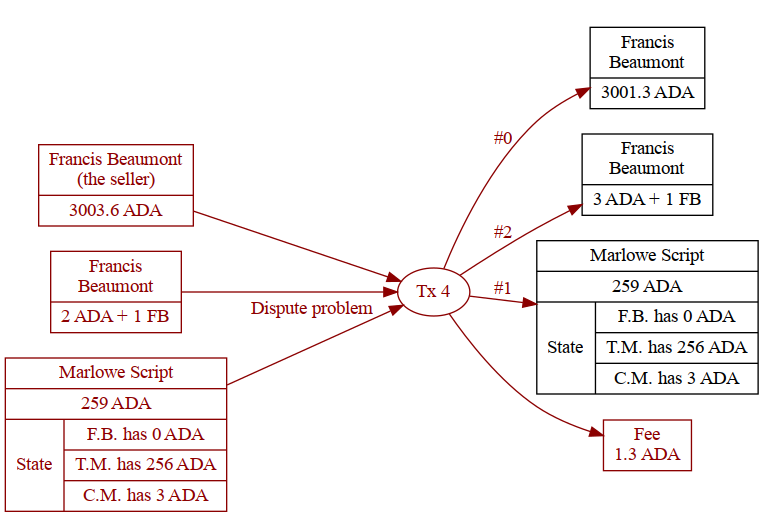 Francis Beaumont
(the seller)
3003.6 ADA
Francis
Beaumont
2 ADA + 1 FB
Marlowe Script
259 ADA
State
F.B. has 0 ADA
T.M. has 256 ADA
C.M. has 3 ADA
Dispute problem
Tx 4
#0
#2
#1
Francis
Beaumont
3001.3 ADA
Francis
Beaumont
3 ADA + 1 FB
Marlowe Script
259 ADA
State
F.B. has 0 ADA
T.M. has 256 ADA
C.M. has 3 ADA
Fee
1.3 ADA